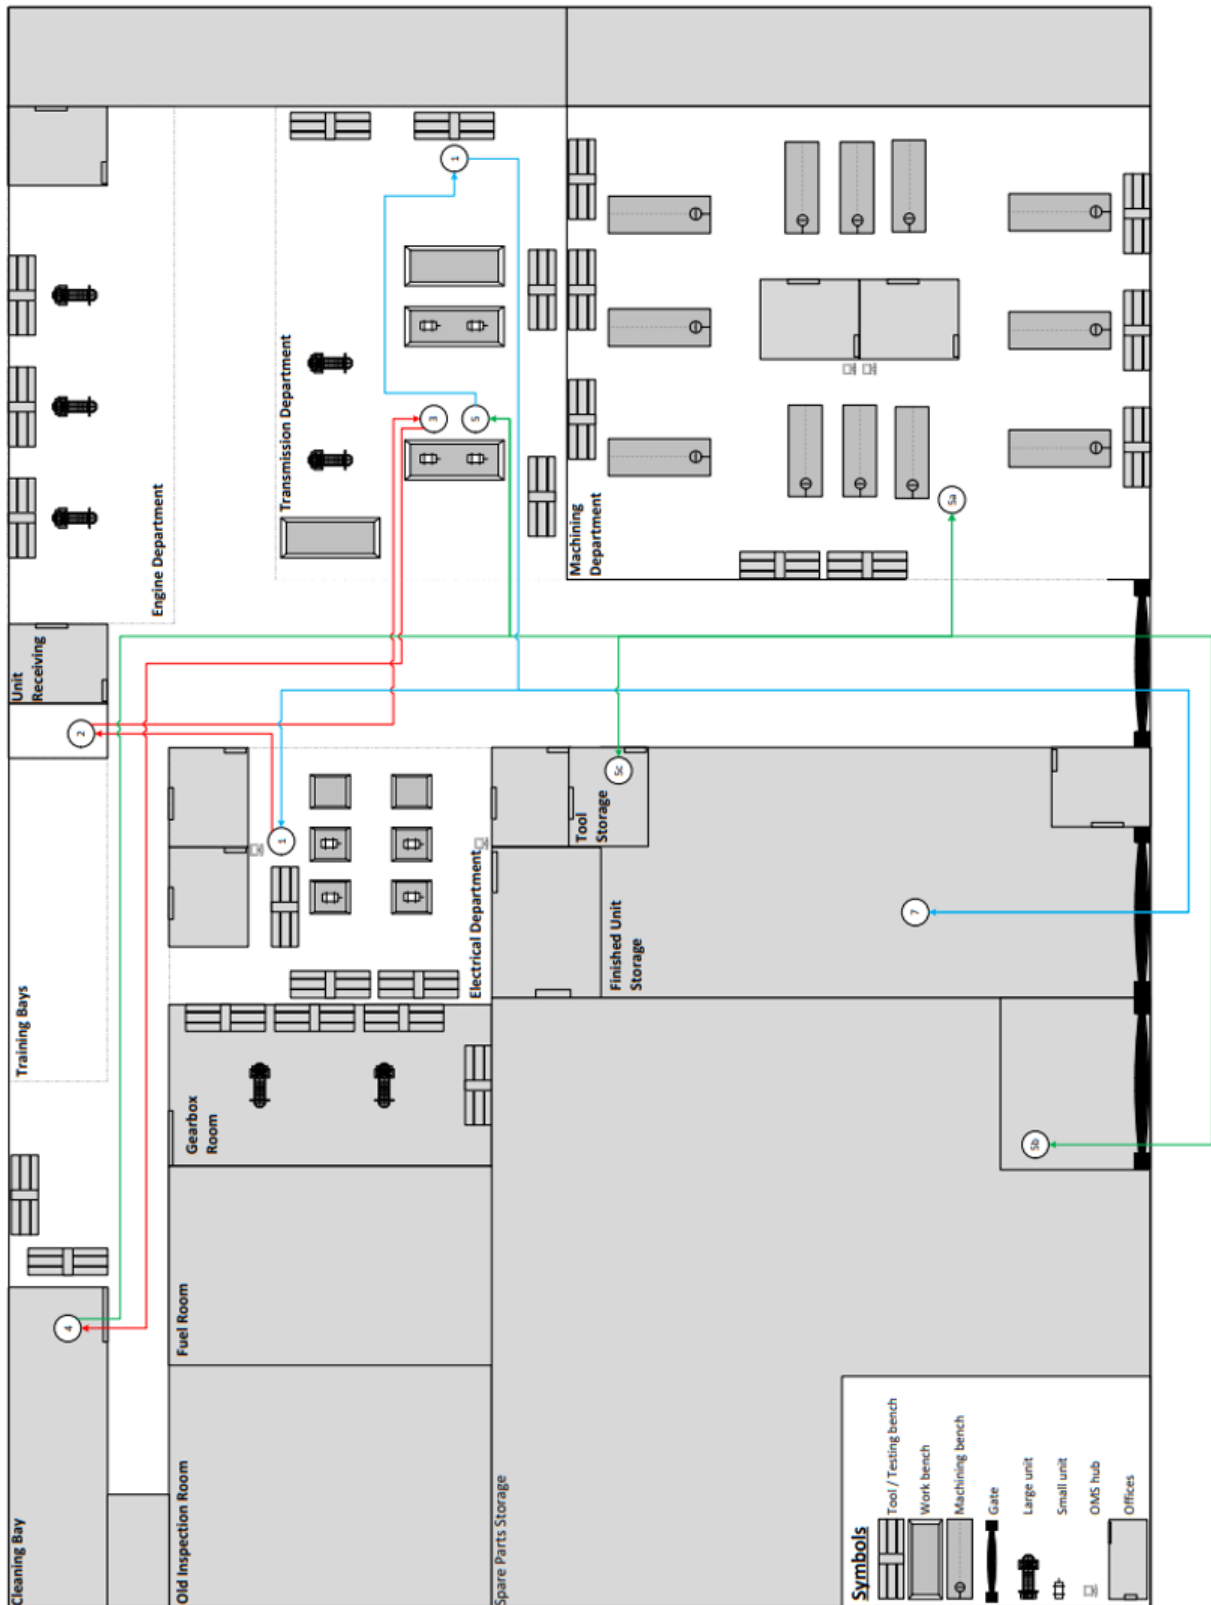 Cleaning Bay
Training Bays
Unit
Receiving
Engine Department
Transmission Department
Old Inspection Room
Fuel Room
Gearbox
Room
Electrical Department
Spare Parts Storage
Finished Unit
Storage
Tool
Storage
Machining
Department
4
2
1
3
5
1
5c
5a
7
5b
Symbols
Tool / Testing bench
Work bench
Machining bench
Gate
Large unit
Small unit
OMS hub
Offices